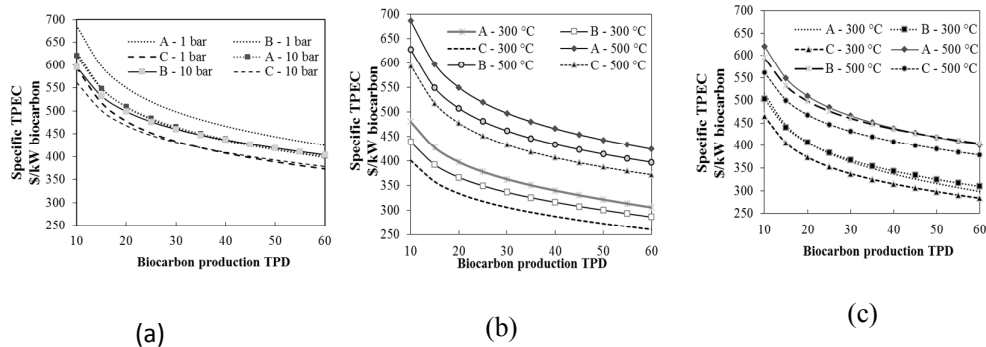 700
650
600
550
500
450
400
350
300
250
Specific TPEC
$/kW biocarbon
A - 1 bar
B - 1 bar
C - 1 bar
A - 10 bar
B - 10 bar
C - 10 bar
10 20 30 40 50 60
Biocarbon production TPD
(a)
700
650
600
550
500
450
400
350
300
250
Specific TPEC
$/kW biocarbon
A - 300 °C
B - 300 °C
C - 300 °C
A - 500 °C
B - 500 °C
C - 500 °C
10 20 30 40 50 60
Biocarbon production TPD
(b)
700
650
600
550
500
450
400
350
300
250
Specific TPEC
$/kW biocarbon
A - 300 °C
B - 300 °C
C - 300 °C
A - 500 °C
B - 500 °C
C - 500 °C
10 20 30 40 50 60
Biocarbon production TPD
(c)